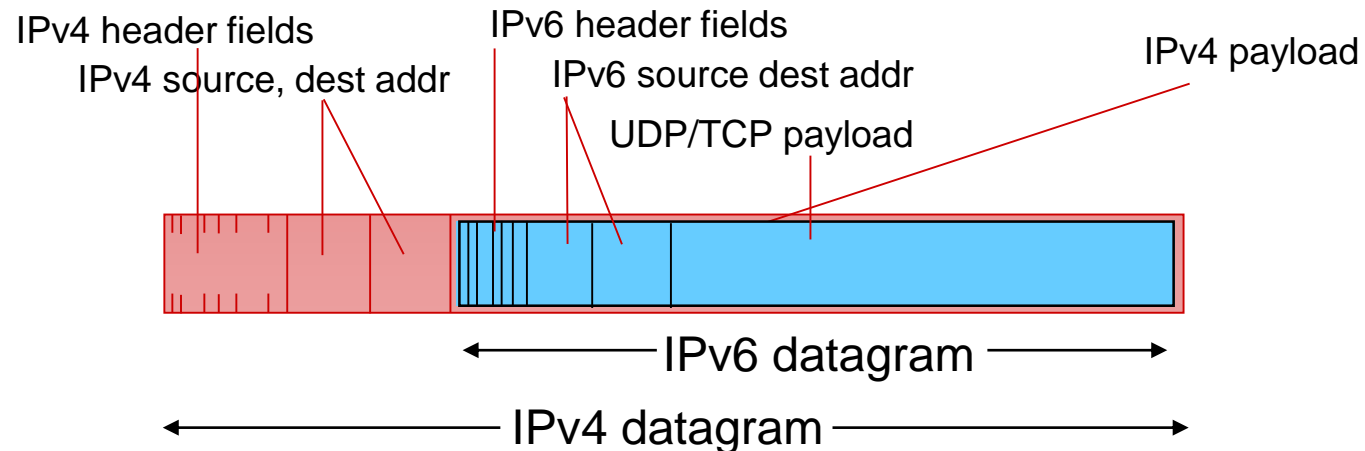 IPv4 header fields
IPv6 header fields
IPv4 payload
IPv4 source, dest addr
IPv6 source dest addr
UDP/TCP payload
IPv6 datagram
IPv4 datagram